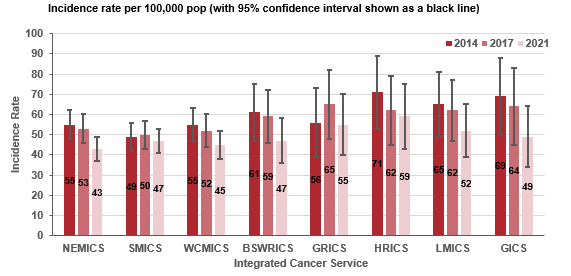 Incidence rate per 100,000 pop (with 95% confidence interval shown as a black line)
2014 2017 2021
Incidence Rate
100
90
80
70
60
50
40
30
20
10
0
55 53 43 49 50 47 55 52 45 61 59 47 56 65 55 71 62 59 65 62 52 69 64 49
NEMICS SMICS WCMICS BSWRICS GRICS HRICS LMICS GICS
Integrated Cancer Service